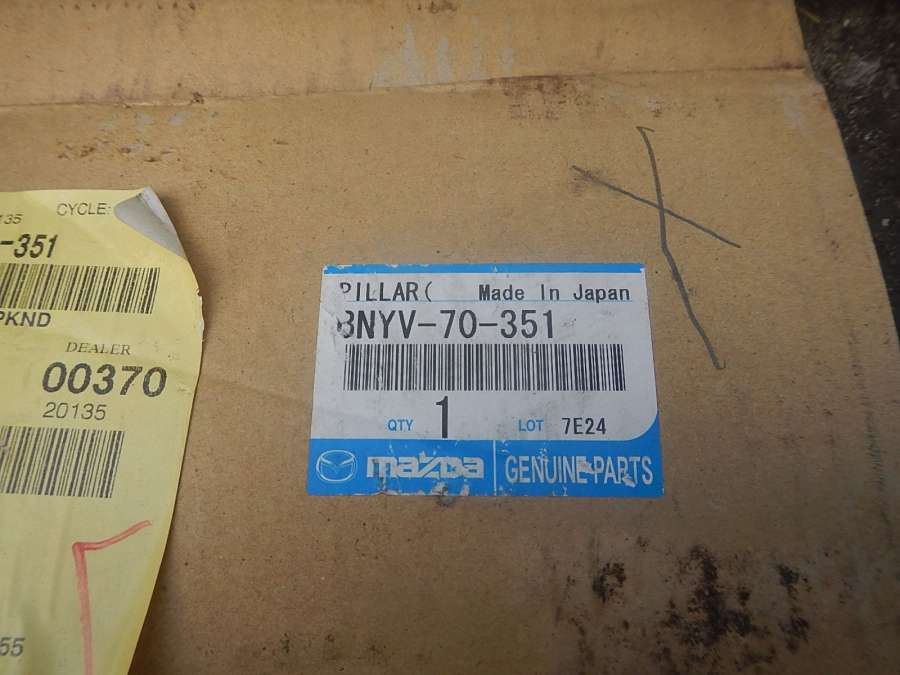 135 CYCLE:
-351
PKND
DEALER
00370
20135
55
PILLAR( Made In Japan
BNYV-70-351
QTY 1 LOT 7E24
mazda GENUINE PARTS